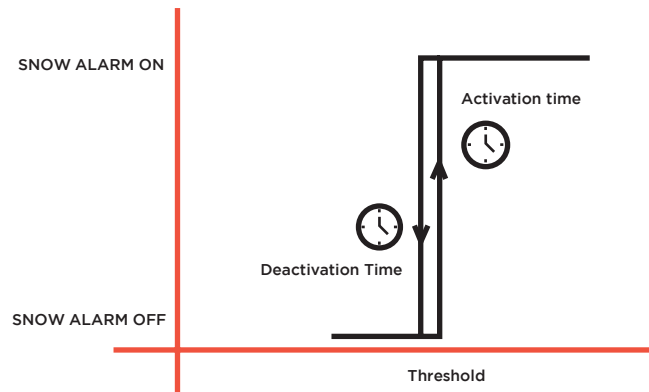 SNOW ALARM ON
Activation time
Deactivation Time
SNOW ALARM OFF
Threshold